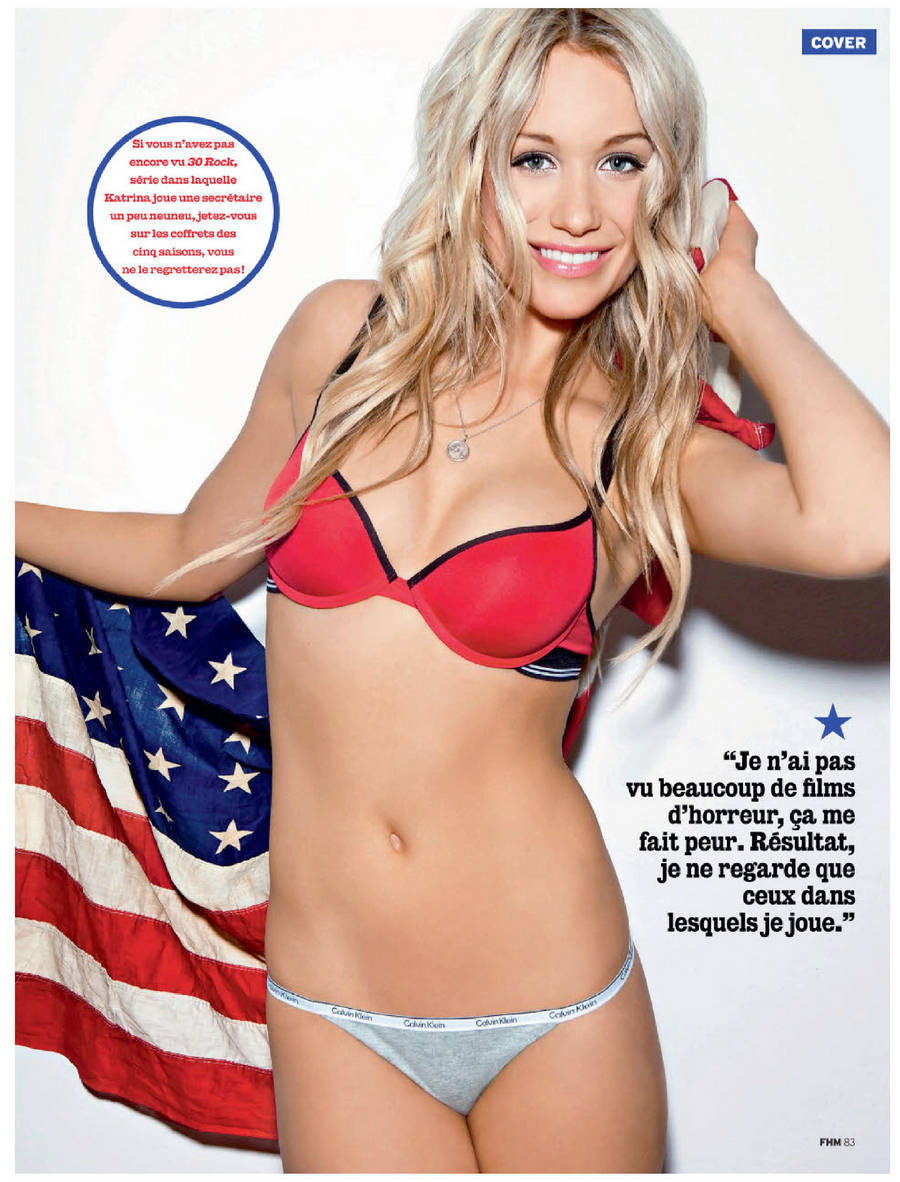 COVER
Si vous n'avez pas
encore vu 30 Rock,
série dans laquelle
Katrina joue une secrétaire
un peu neuneu, jetez-vous
sur les coffrets des
cinq saisons, vous
ne le regretterez pas!
“Je n'ai pas
vu beaucoup de films
d'horreur, ça me
fait peur. Résultat,
je ne regarde que
ceux dans
lesquels je joue.”
Calvin Klein Calvin Klein Calvin Klein Calvin Klein
FHM 83